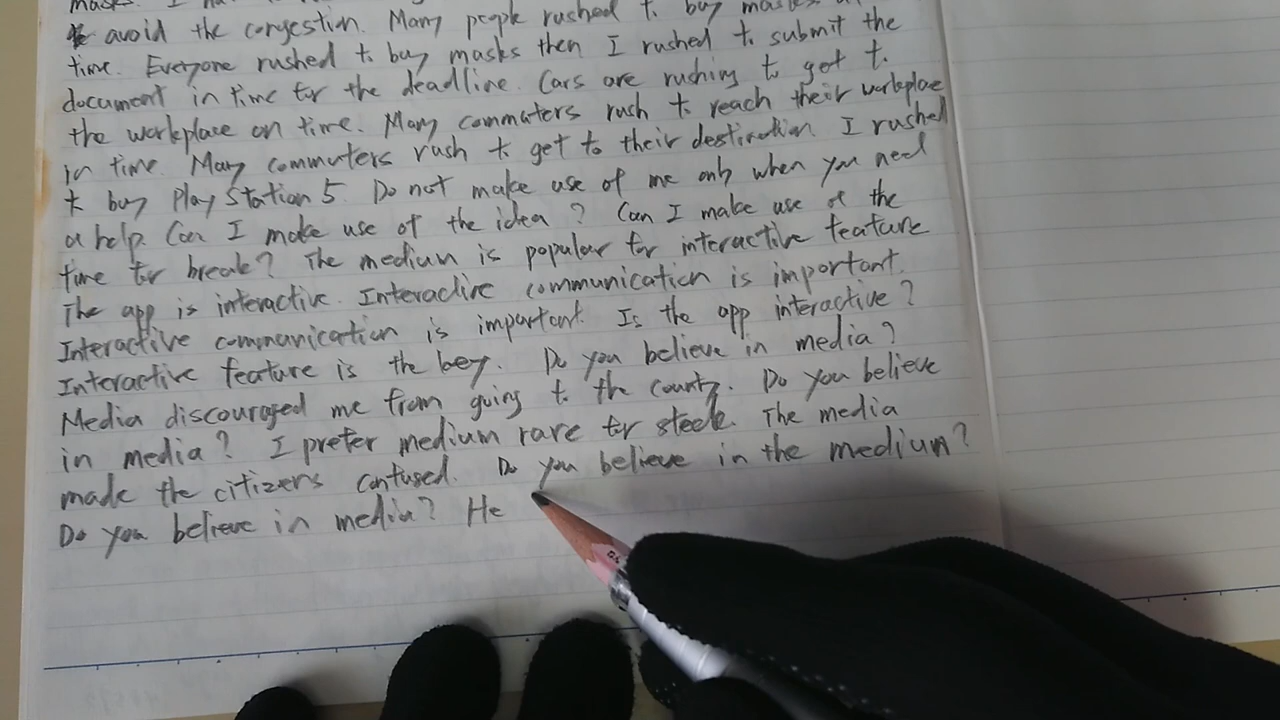 masks. I
avoid the congestion. Many people rushed to buy masks
time. Everyone rushed to buy masks then I rushed to submit the
document in time for the deadline. Cars are rushing to get to
the workplace on time. Many commuters rush to reach their workplace
in time. Many commuters rush to get to their destination. I rushed
to buy PlayStation 5. Do not make use of me only when you need
a help. Can I make use of the idea? Can I make use of the
time for break? The medium is popular for interactive feature
The app is interactive. Interactive communication is important.
Interactive communication is important. Is the app interactive?
Interactive feature is the key. Do you believe in media?
Media discouraged me from going to the country. Do you believe
in media? I prefer medium rare for steak. The media
made the citizens confused. Do you believe in the medium?
Do you believe in media? He